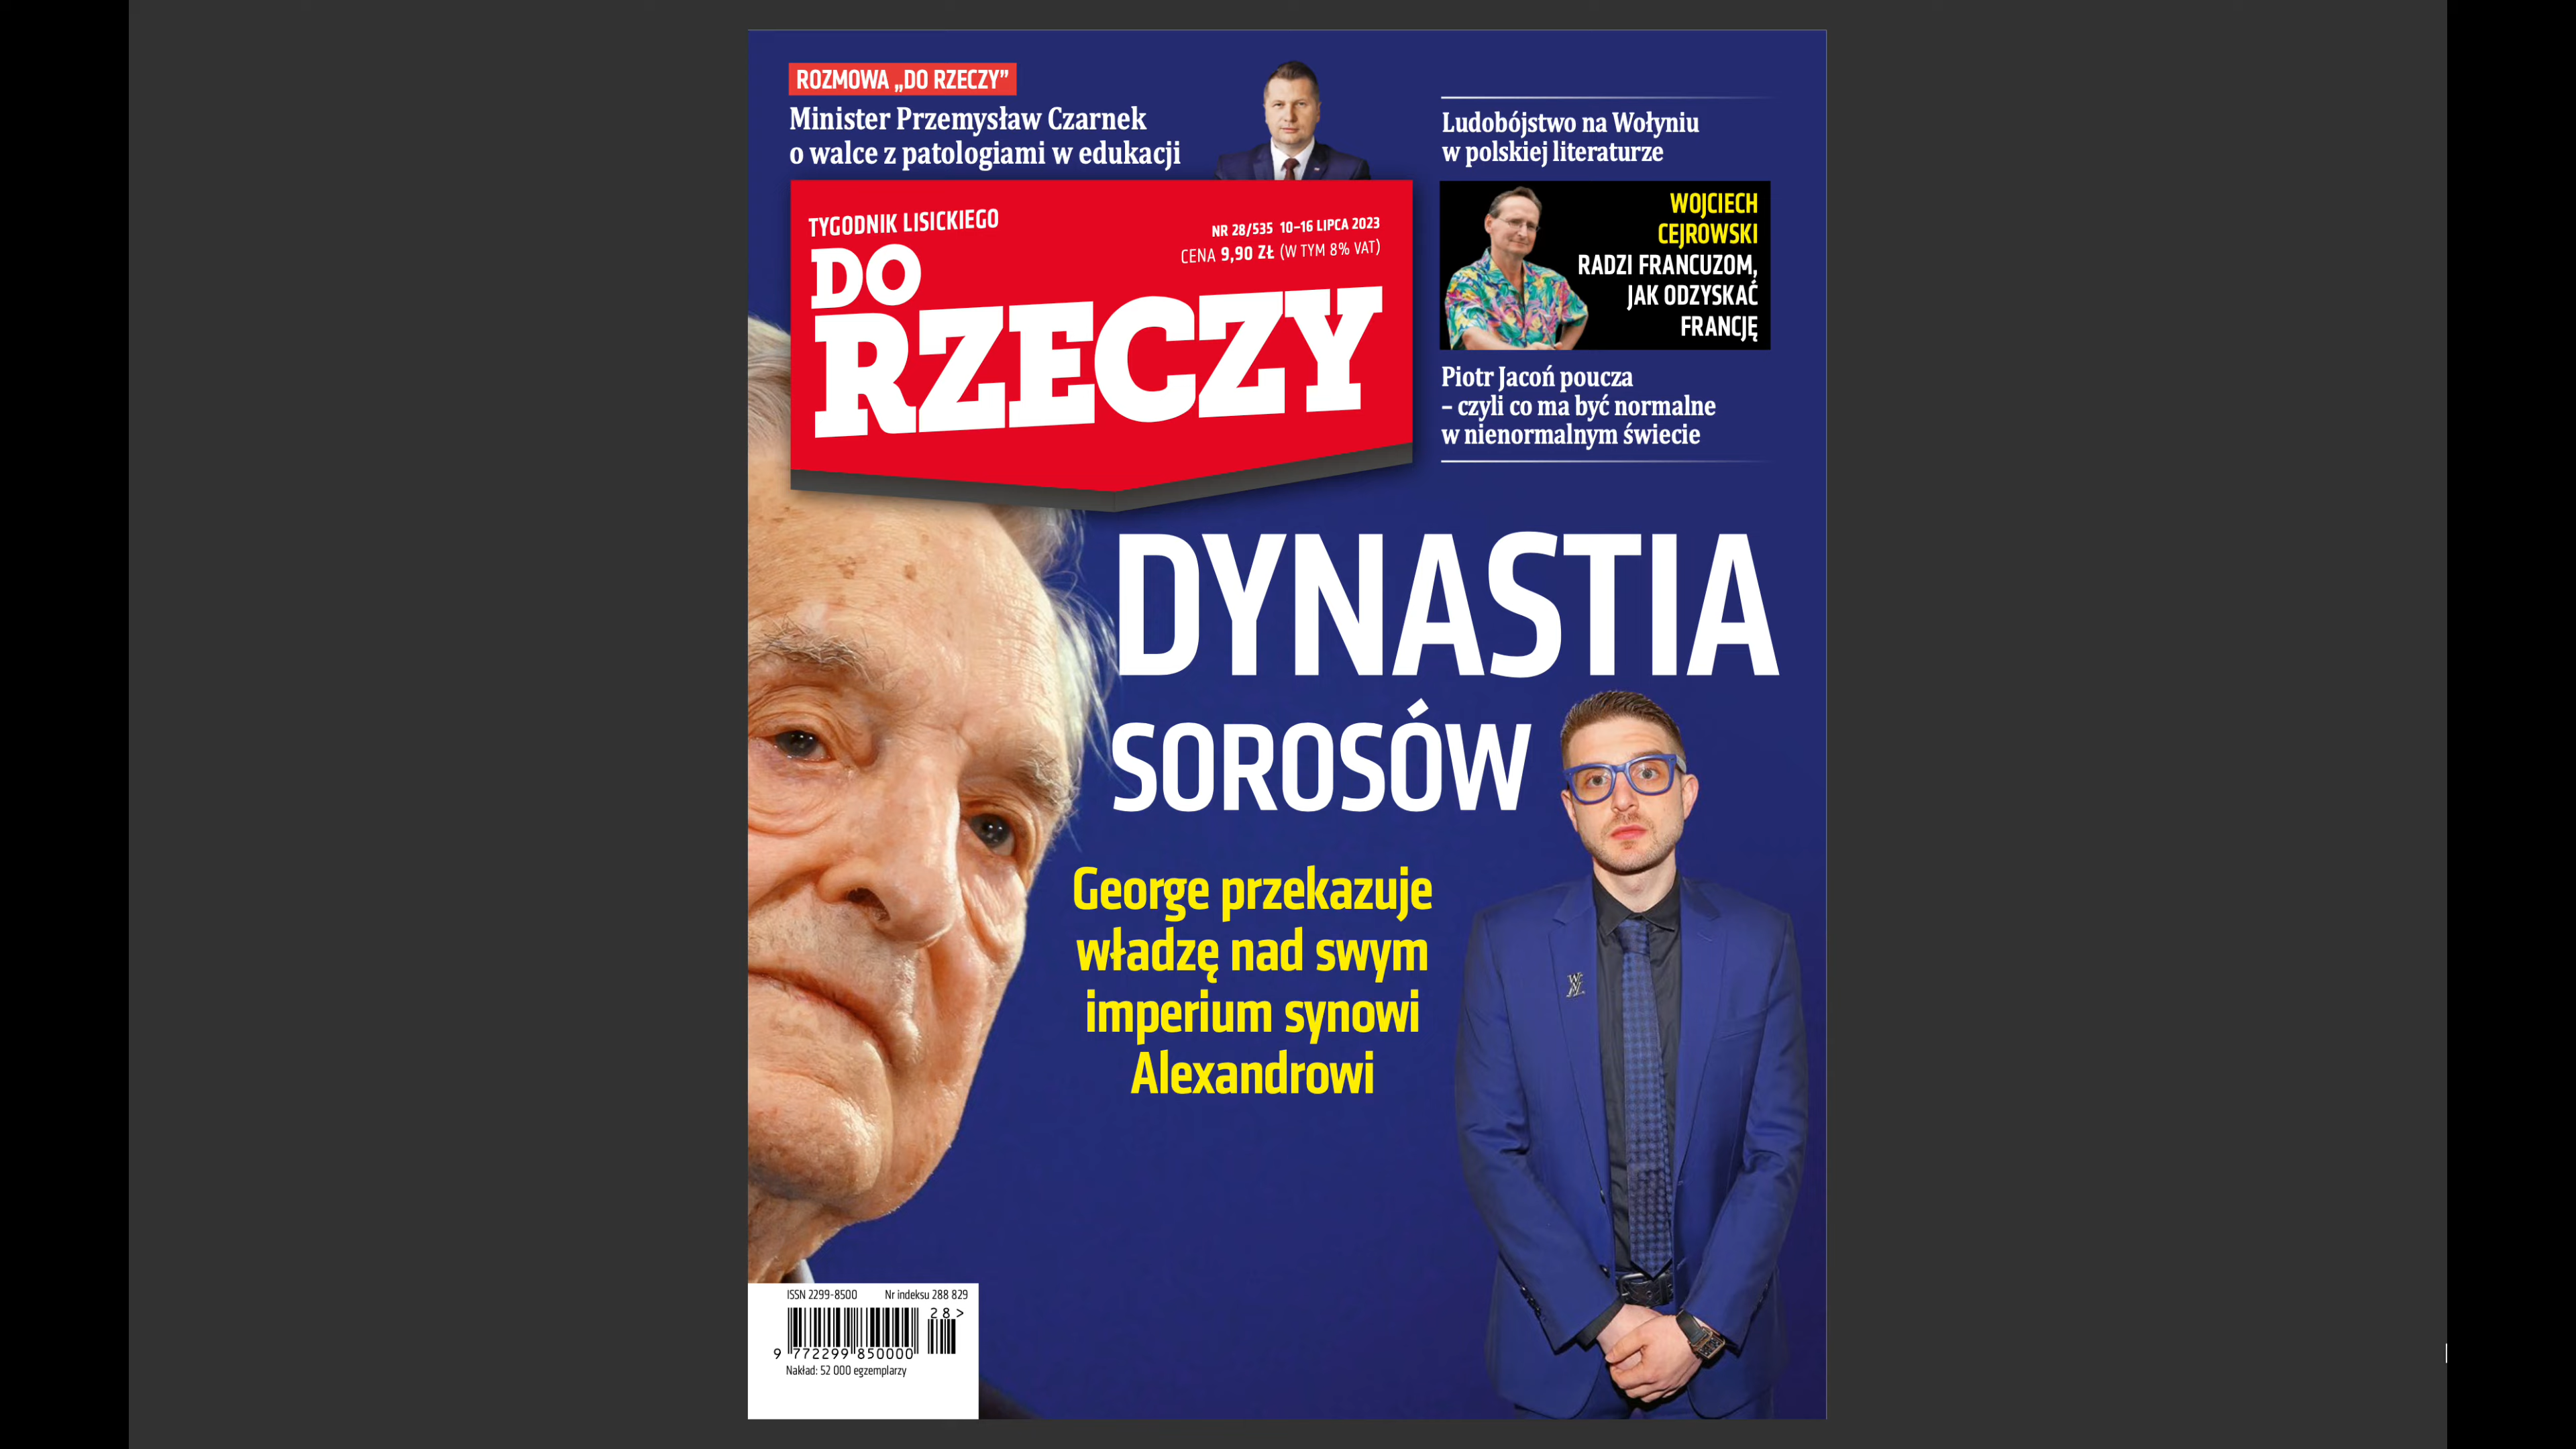 ROZMOWA „DO RZECZY”
Minister Przemysław Czarnek
o walce z patologiami w edukacji
Ludobójstwo na Wołyniu
w polskiej literaturze
TYGODNIK LISICKIEGO
NR 28/535 10–16 LIPCA 2023
CENA 9,90 ZŁ (W TYM 8% VAT)
DO
RZECZY
WOJCIECH
CEJROWSKI
RADZI FRANCUZOM,
JAK ODZYSKAĆ
FRANCJĘ
Piotr Jacoń poucza
– czyli co ma być normalne
w nienormalnym świecie
DYNASTIA
SOROSÓW
George przekazuje
władzę nad swym
imperium synowi
Alexandrowi
ISSN 2299-8500 Nr indeksu 288 829
28>
9 772299 850000
Nakład: 52 000 egzemplarzy